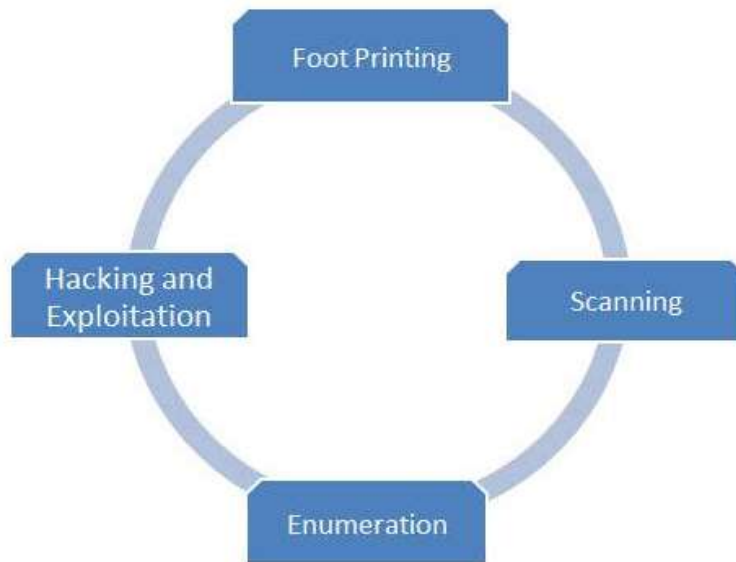 Foot Printing
Scanning
Enumeration
Hacking and
Exploitation